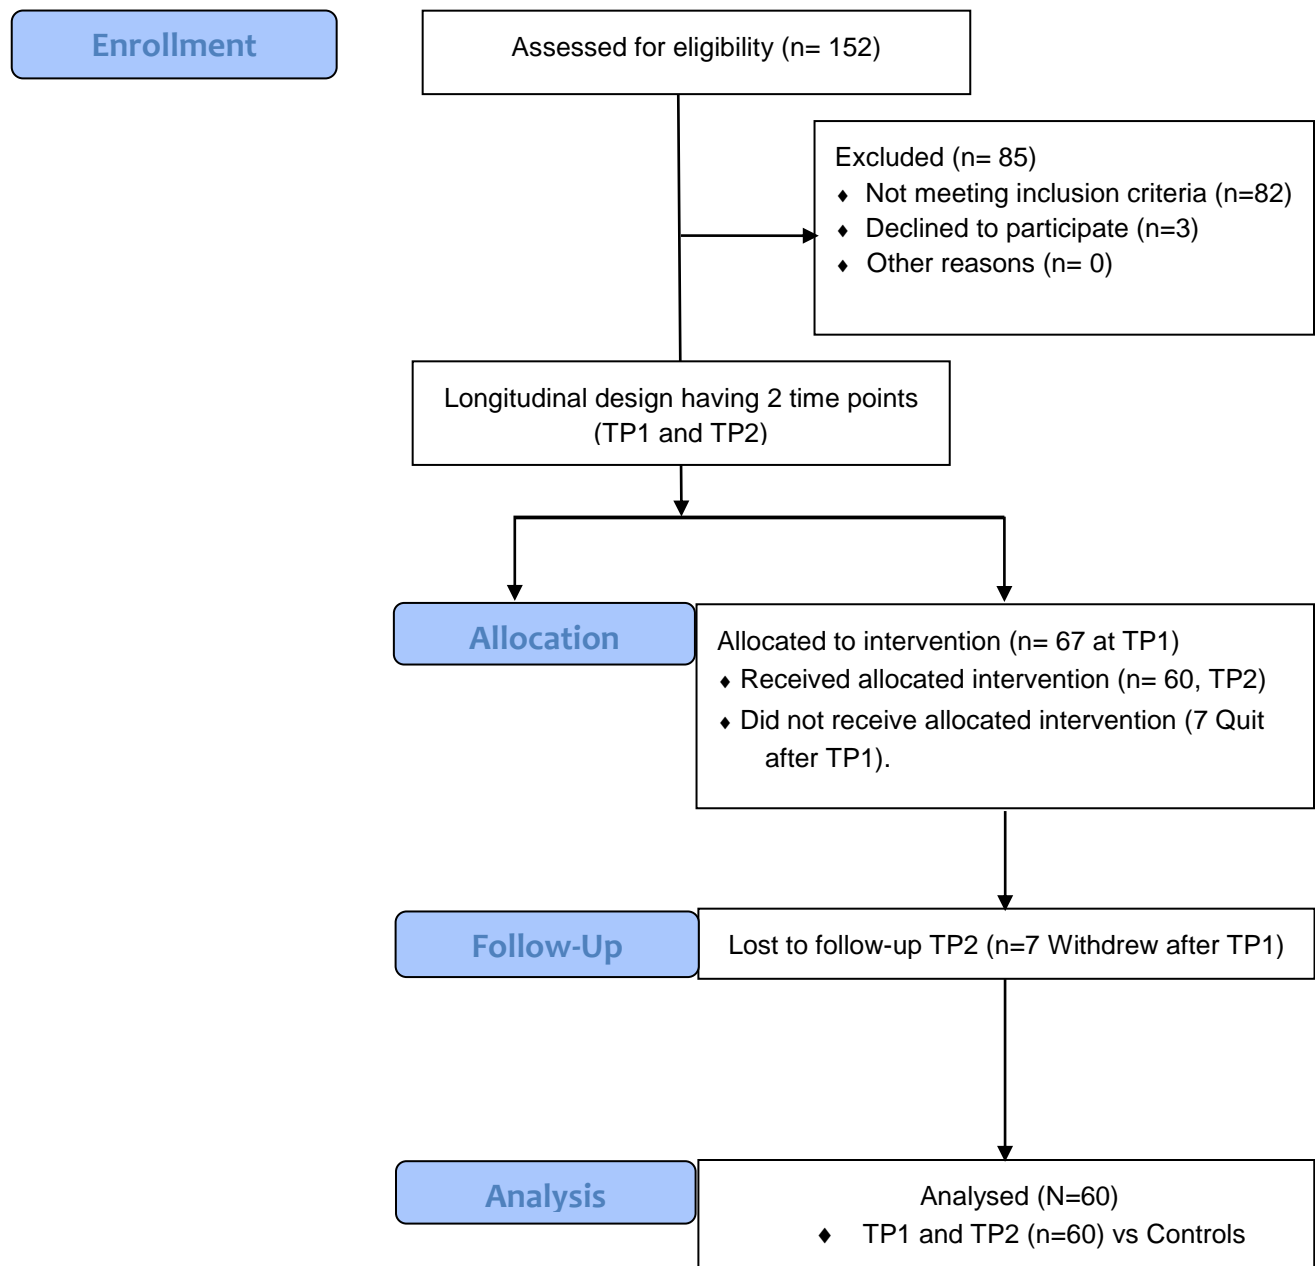 Enrollment
Assessed for eligibility (n= 152)
Excluded (n= 85)
♦ Not meeting inclusion criteria (n=82)
♦ Declined to participate (n=3)
♦ Other reasons (n= 0)
Longitudinal design having 2 time points
(TP1 and TP2)
Allocation
Allocated to intervention (n= 67 at TP1)
♦ Received allocated intervention (n= 60, TP2)
♦ Did not receive allocated intervention (7 Quit
after TP1).
Follow-Up
Lost to follow-up TP2 (n=7 Withdrew after TP1)
Analysis
Analysed (N=60)
♦ TP1 and TP2 (n=60) vs Controls